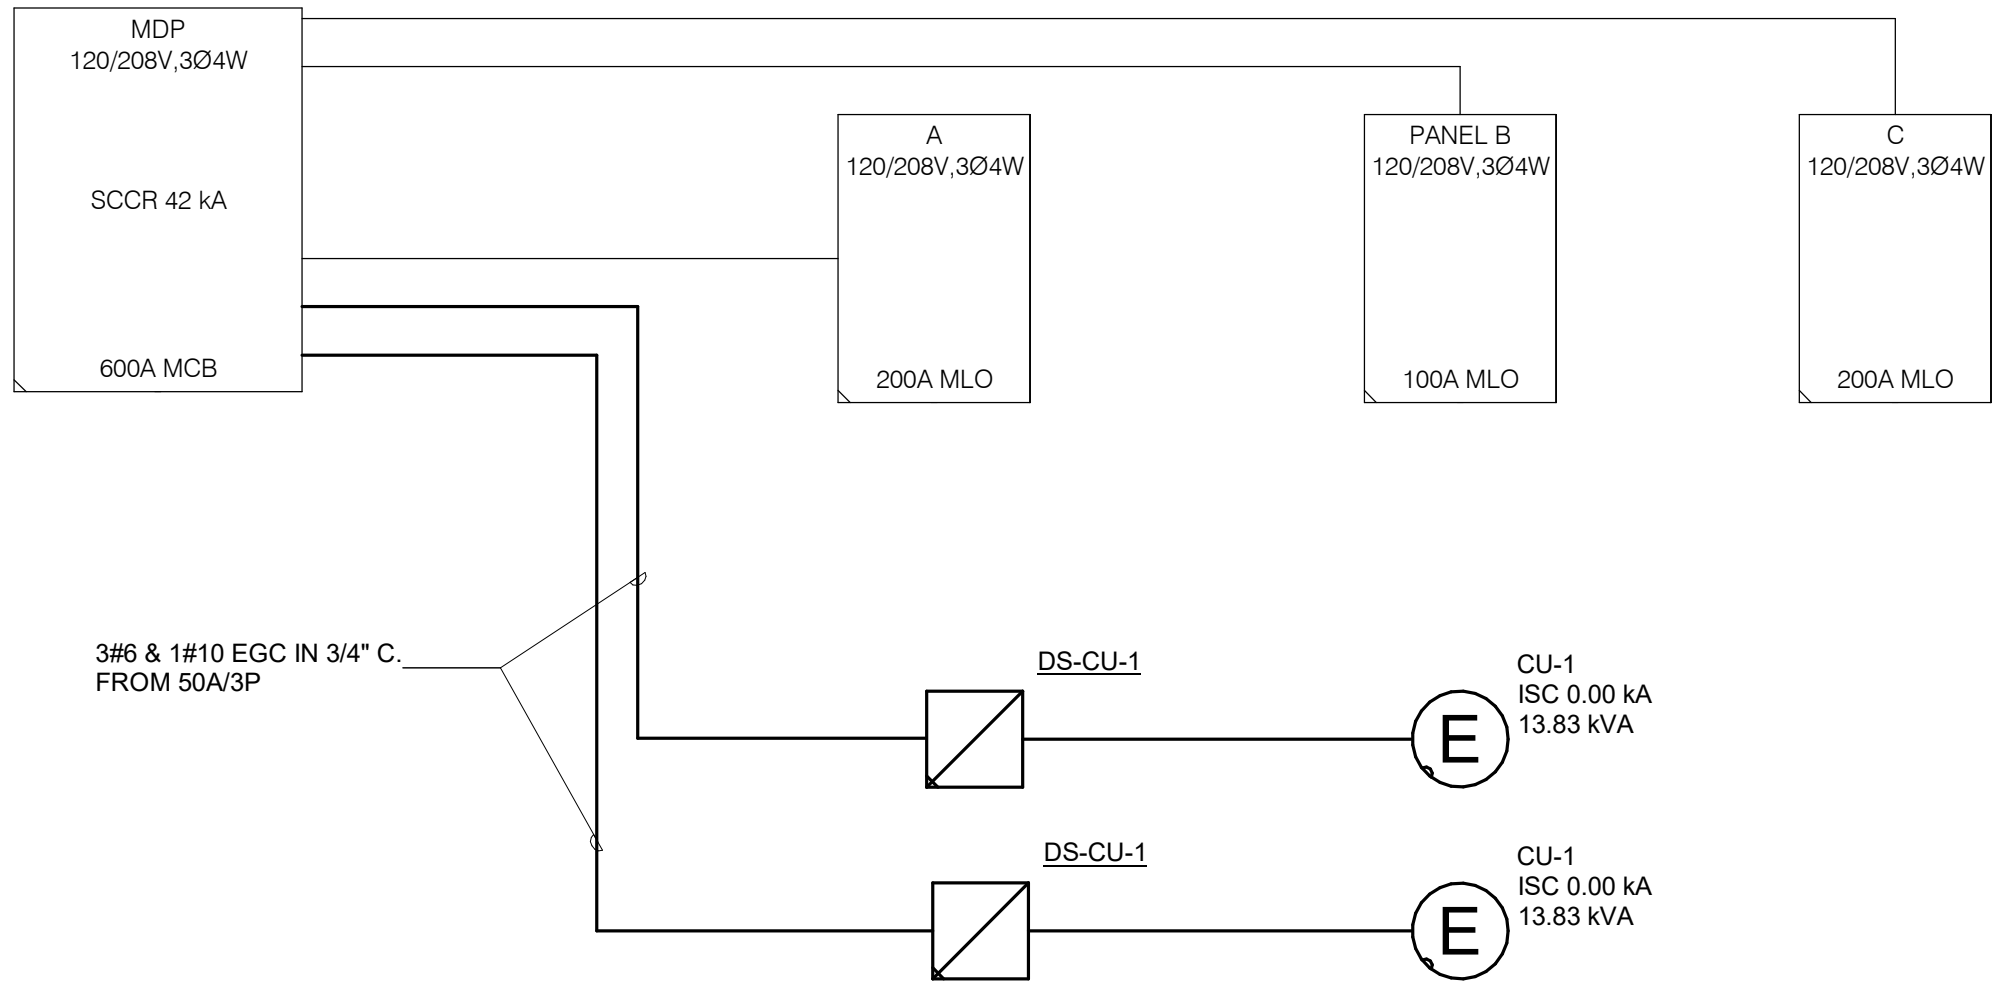 MDP
120/208V,3Ø4W
SCCR 42 kA
600A MCB
A
120/208V,3Ø4W
200A MLO
PANEL B
120/208V,3Ø4W
100A MLO
C
120/208V,3Ø4W
200A MLO
3#6 & 1#10 EGC IN 3/4" C.
FROM 50A/3P
DS-CU-1
E
CU-1
ISC 0.00 kA
13.83 kVA
DS-CU-1
E
CU-1
ISC 0.00 kA
13.83 kVA